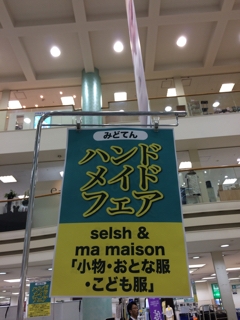 みどてん
ハンド
メイド
フェア
selsh &
ma maison
「小物・おとな服
・こども服」